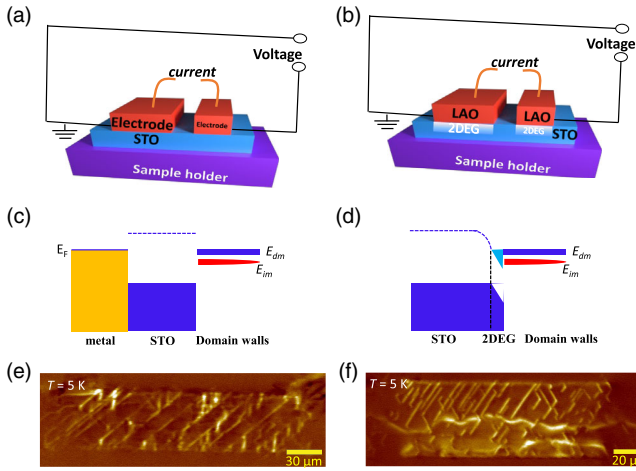 (a)
Voltage
current
Electrode
Electrode
STO
Sample holder
(b)
Voltage
current
LAO
LAO
2DEG
2DEG
STO
Sample holder
(c)
E_F
E_dm
E_im
metal STO Domain walls
(d)
E_dm
E_im
STO 2DEG Domain walls
(e)
T = 5 K
30 μm
(f)
T = 5 K
20 μ